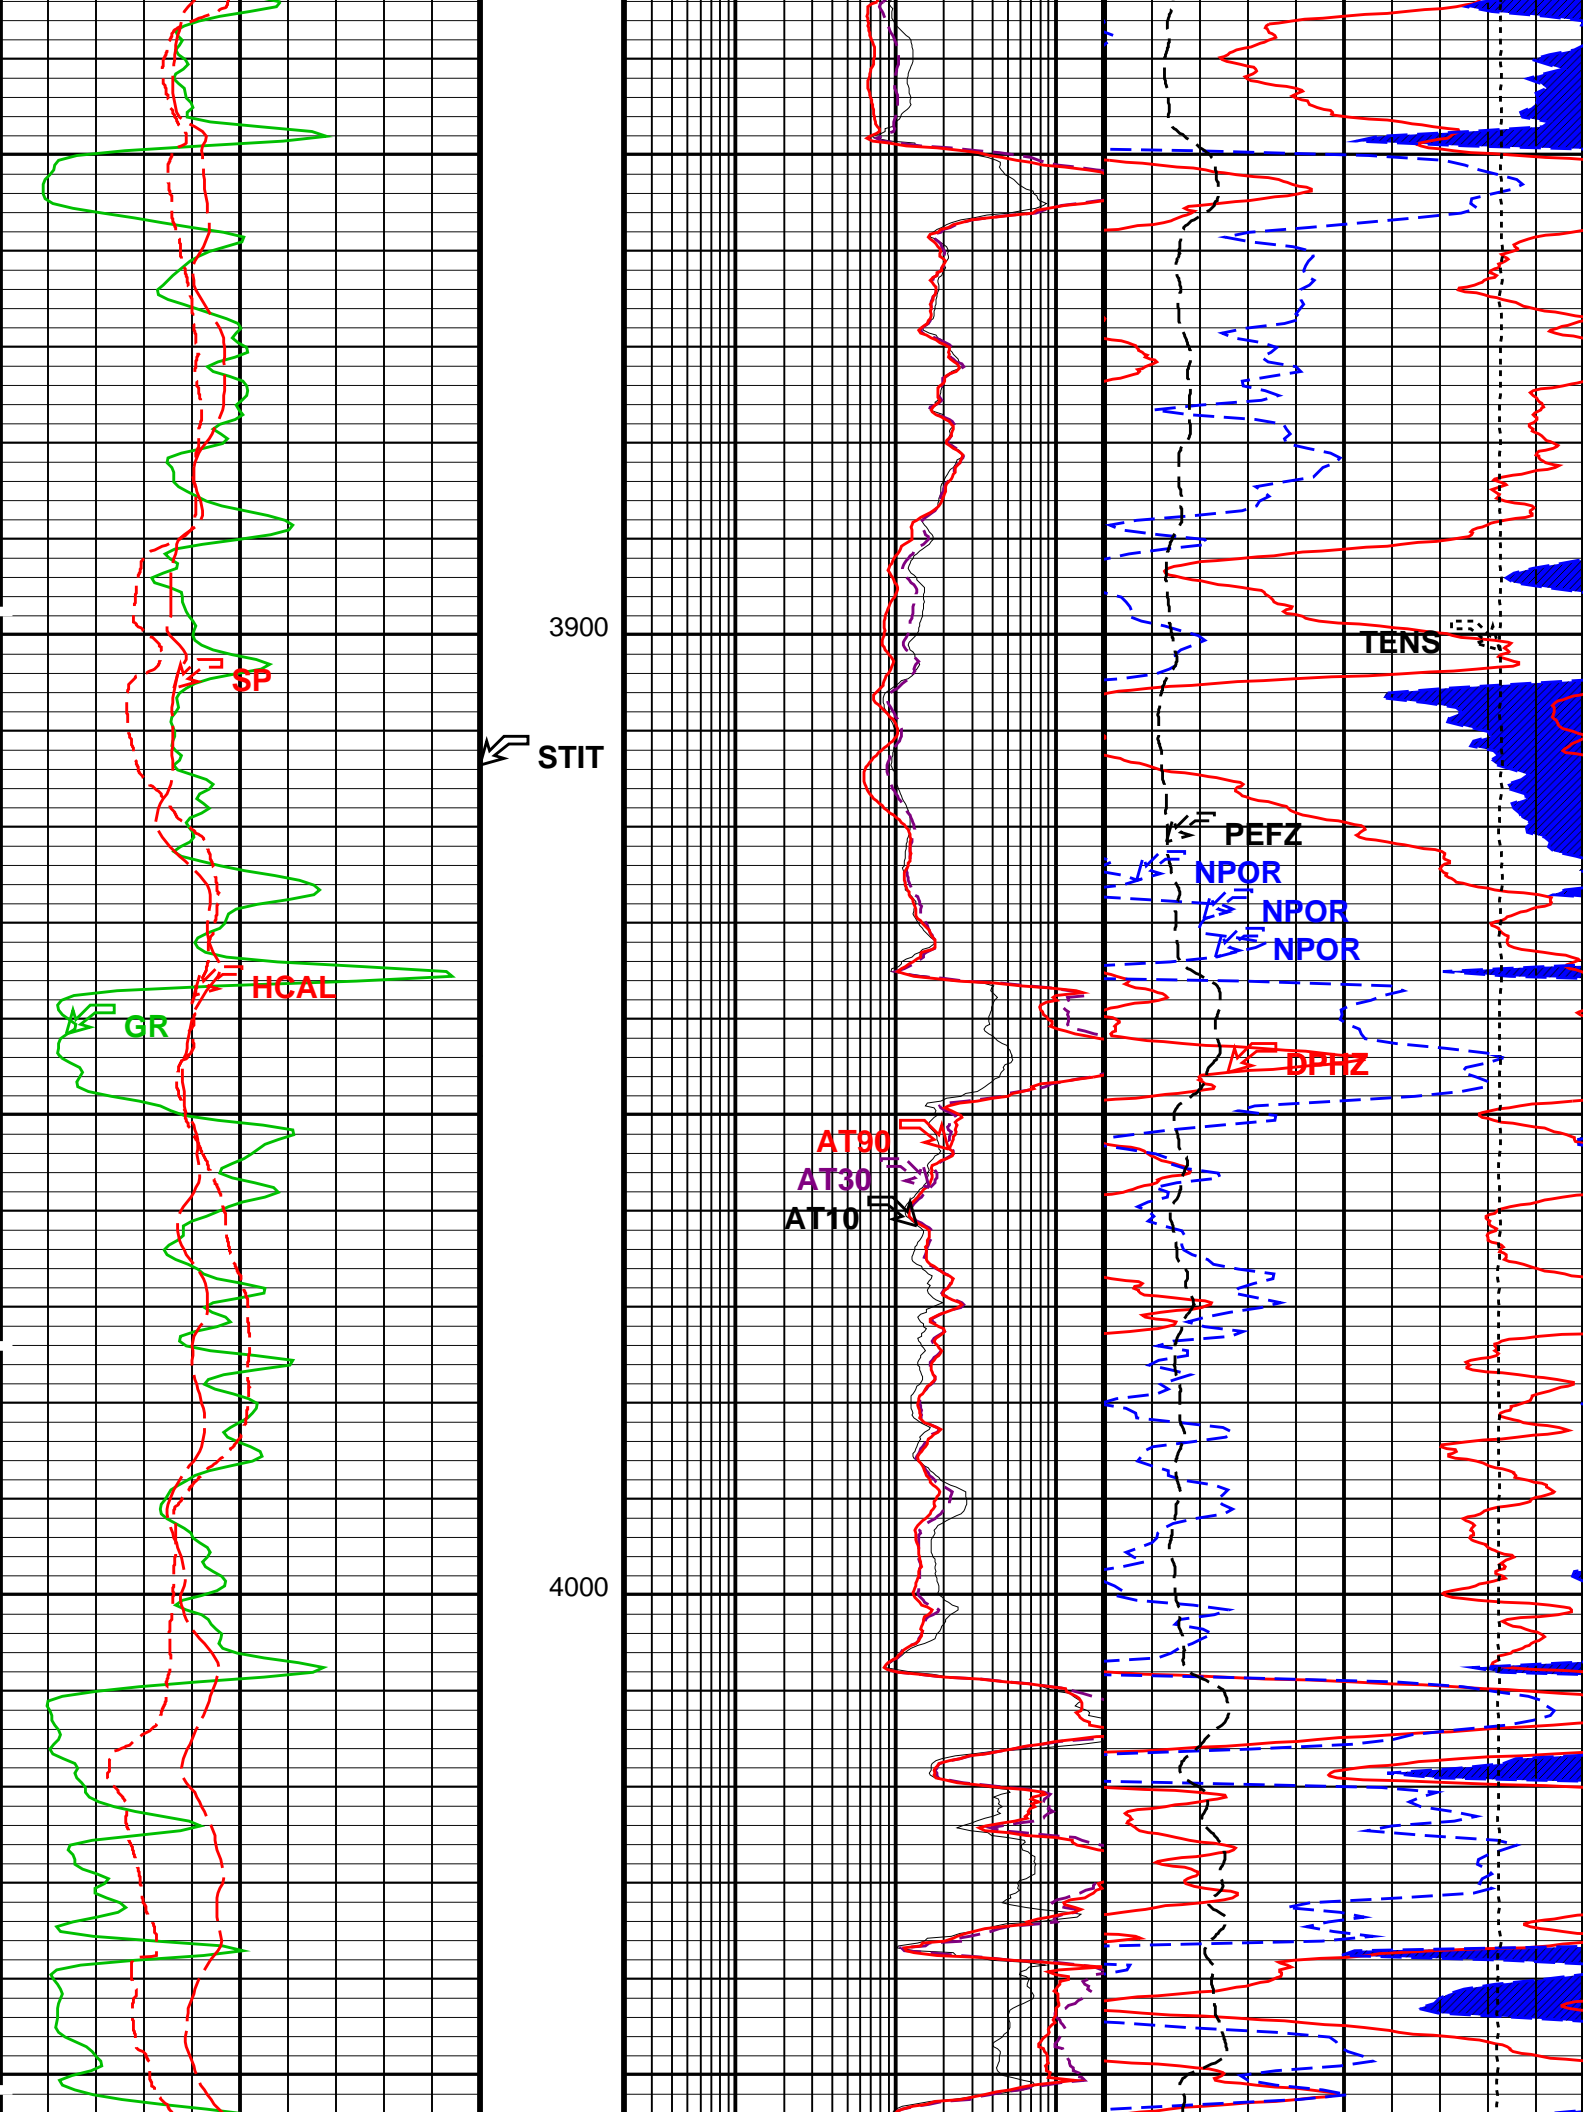 3900
TENS
SP
STIT
PEFZ
NPOR
NPOR
NPOR
HCAL
GR
DPHZ
AT90
AT30
AT10
4000